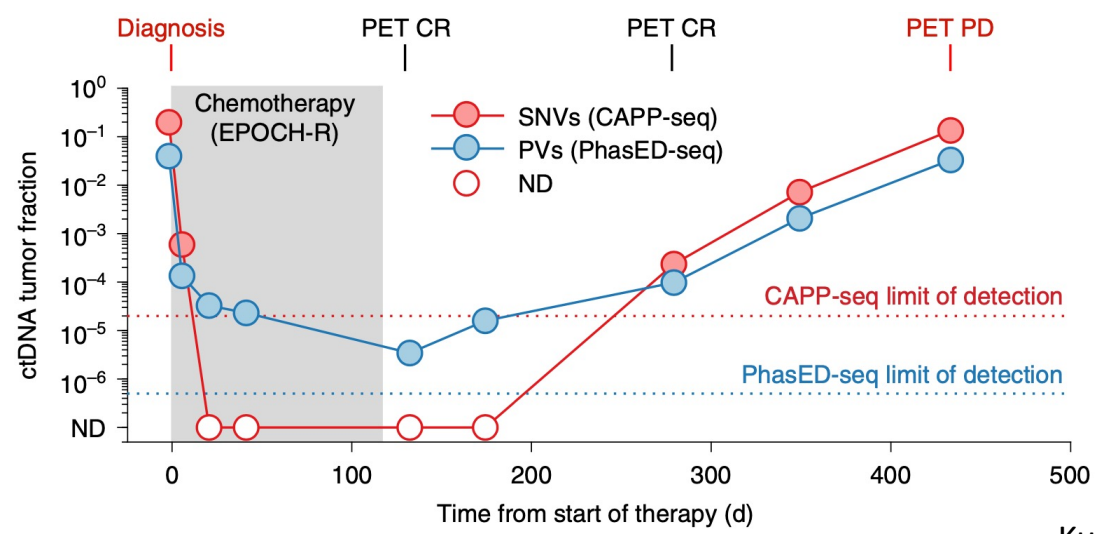 Diagnosis
PET CR
PET CR
PET PD
10⁰
10⁻¹
10⁻²
10⁻³
10⁻⁴
10⁻⁵
10⁻⁶
ND
ctDNA tumor fraction
Chemotherapy
(EPOCH-R)
SNVs (CAPP-seq)
PVs (PhasED-seq)
ND
CAPP-seq limit of detection
PhasED-seq limit of detection
0 100 200 300 400 500
Time from start of therapy (d)